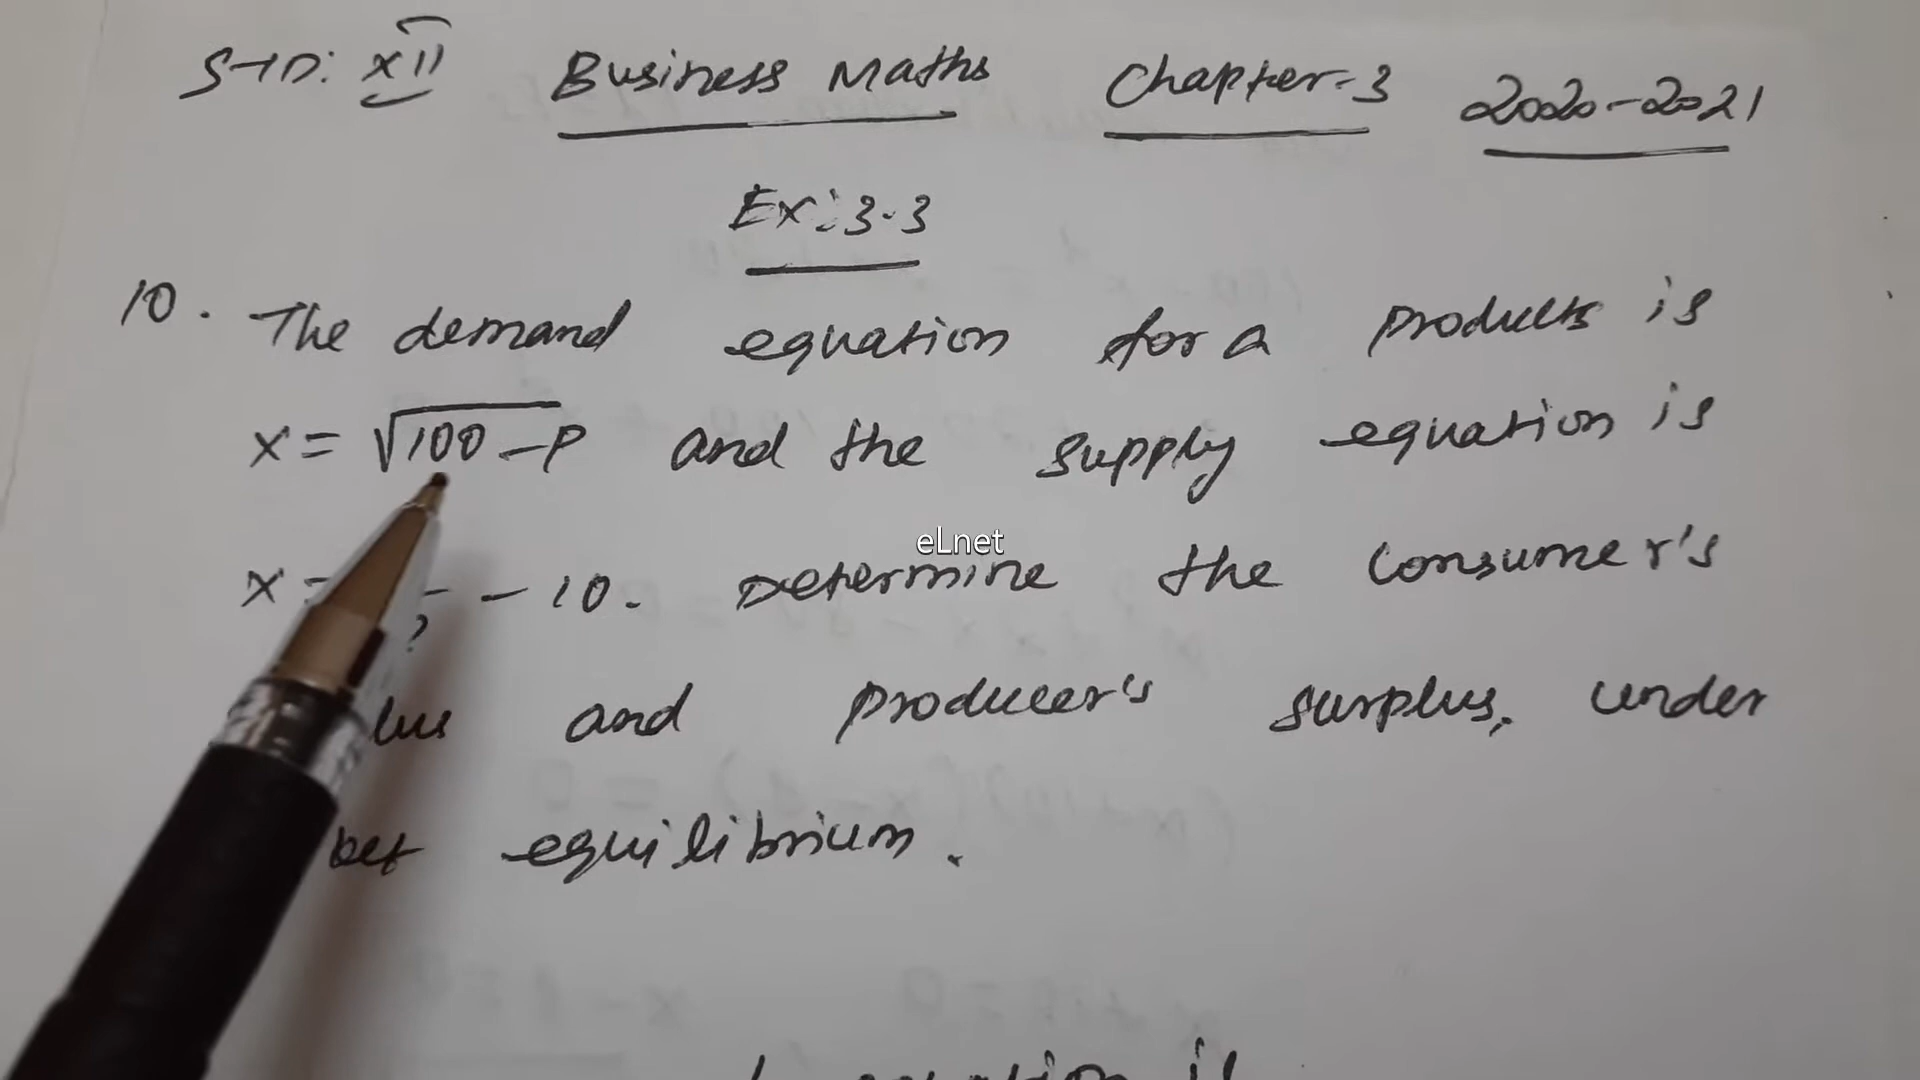 STD: XII Business Maths Chapter-3 2020-2021
Ex: 3.3
10. The demand equation for a products is
x = √100-P and the supply equation is
x = - 10. Determine the consumer's
and producer's surplus, under
equilibrium.
eLnet